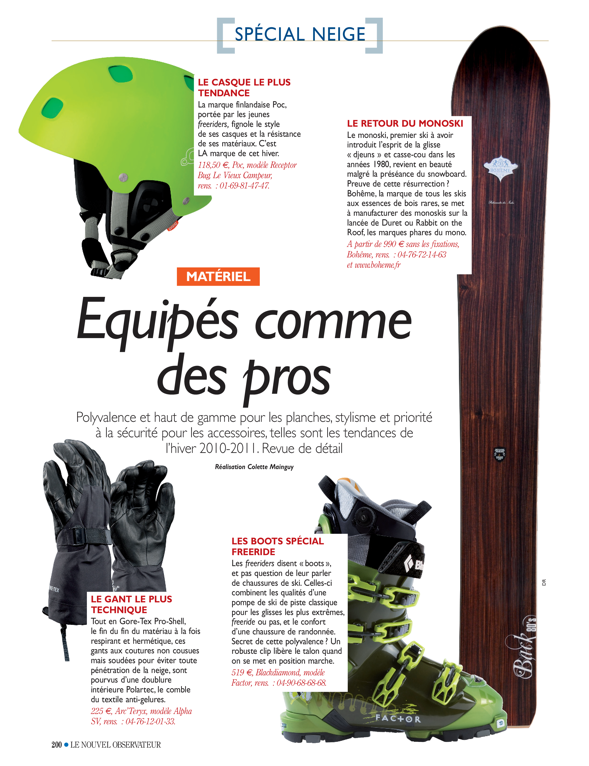 SPÉCIAL NEIGE
LE CASQUE LE PLUS
TENDANCE
La marque finlandaise Poc,
portée par les jeunes
freeriders, fignole le style
de ses casques et la résistance
de ses matériaux. C'est
LA marque de cet hiver.
118,50 €, Poc, modèle Receptor
Bug, Le Vieux Campeur,
rens. : 01-69-81-47-47.
LE RETOUR DU MONOSKI
Le monoski, premier ski à avoir
introduit l'esprit de la glisse
« djeuns » et casse-cou dans les
années 1980, revient en beauté
malgré la préséance du snowboard.
Preuve de cette résurrection ?
Bohême, la marque de tous les skis
aux essences de bois rares, se met
à manufacturer des monoskis sur la
lancée de Duret ou Rabbit on the
Roof, les marques phares du mono.
A partir de 990 € sans les fixations,
Bohême, rens. : 04-76-72-14-63
et www.boheme.fr
MATÉRIEL
Equipés comme
des pros
Polyvalence et haut de gamme pour les planches, stylisme et priorité
à la sécurité pour les accessoires, telles sont les tendances de
l'hiver 2010-2011. Revue de détail
Réalisation Colette Mainguy
LES BOOTS SPÉCIAL
FREERIDE
Les freeriders disent « boots »,
et pas question de leur parler
de chaussures de ski. Celles-ci
combinent les qualités d'une
pompe de ski de piste classique
pour les glisses les plus extrêmes,
freeride ou pas, et le confort
d'une chaussure de randonnée.
Secret de cette polyvalence ? Un
robuste clip libère le talon quand
on se met en position marche.
519 €, Blackdiamond, modèle
Factor, rens. : 04-90-68-68-68.
LE GANT LE PLUS
TECHNIQUE
Tout en Gore-Tex Pro-Shell,
le fin du fin du matériau à la fois
respirant et hermétique, ces
gants aux coutures non cousues
mais soudées pour éviter toute
pénétration de la neige, sont
pourvus d'une doublure
intérieure Polartec, le comble
du textile anti-gelures.
225 €, Arc'Teryx, modèle Alpha
SV, rens. : 04-76-12-01-33.
FACTOR
Back
200 • LE NOUVEL OBSERVATEUR